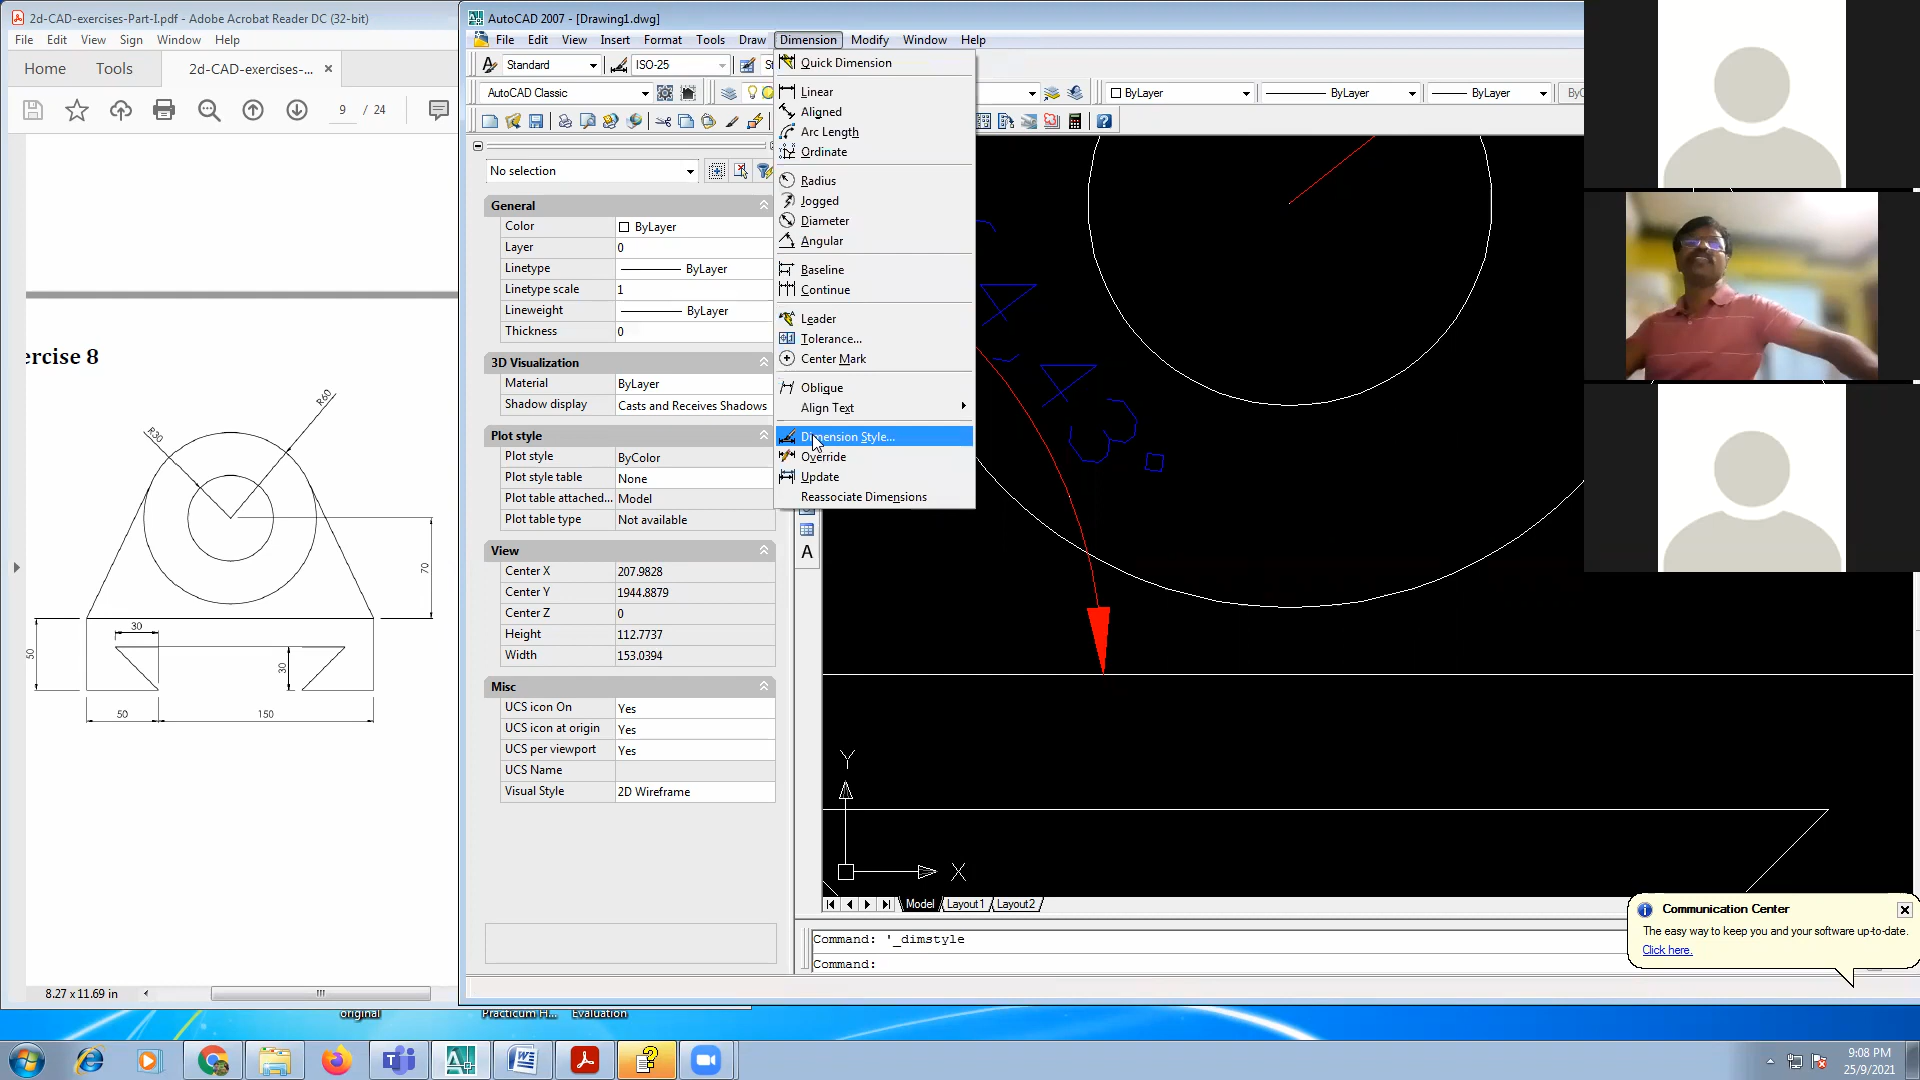 2d-CAD-exercises-Part-I.pdf - Adobe Acrobat Reader DC (32-bit)
File Edit View Sign Window Help
Home Tools 2d-CAD-exercises-... ×
9 / 24
ercise 8
R60
R30
70
30
50
30
50
150
8.27 x 11.69 in
AutoCAD 2007 - [Drawing1.dwg]
File Edit View Insert Format Tools Draw Dimension Modify Window Help
Standard ISO-25
AutoCAD Classic
ByLayer ByLayer ByLayer
No selection
General
Color ByLayer
Layer 0
Linetype ByLayer
Linetype scale 1
Lineweight ByLayer
Thickness 0
3D Visualization
Material ByLayer
Shadow display Casts and Receives Shadows
Plot style
Plot style ByColor
Plot style table None
Plot table attached... Model
Plot table type Not available
View
Center X 207.9828
Center Y 1944.8879
Center Z 0
Height 112.7737
Width 153.0394
Misc
UCS icon On Yes
UCS icon at origin Yes
UCS per viewport Yes
UCS Name
Visual Style 2D Wireframe
Quick Dimension
Linear
Aligned
Arc Length
Ordinate
Radius
Jogged
Diameter
Angular
Baseline
Continue
Leader
Tolerance...
Center Mark
Oblique
Align Text
Dimension Style...
Override
Update
Reassociate Dimensions
A
Y
X
Model Layout1 Layout2
Command: '_dimstyle
Command:
Communication Center
The easy way to keep you and your software up-to-date.
Click here.
original Practicum H... Evaluation
9:08 PM
25/9/2021